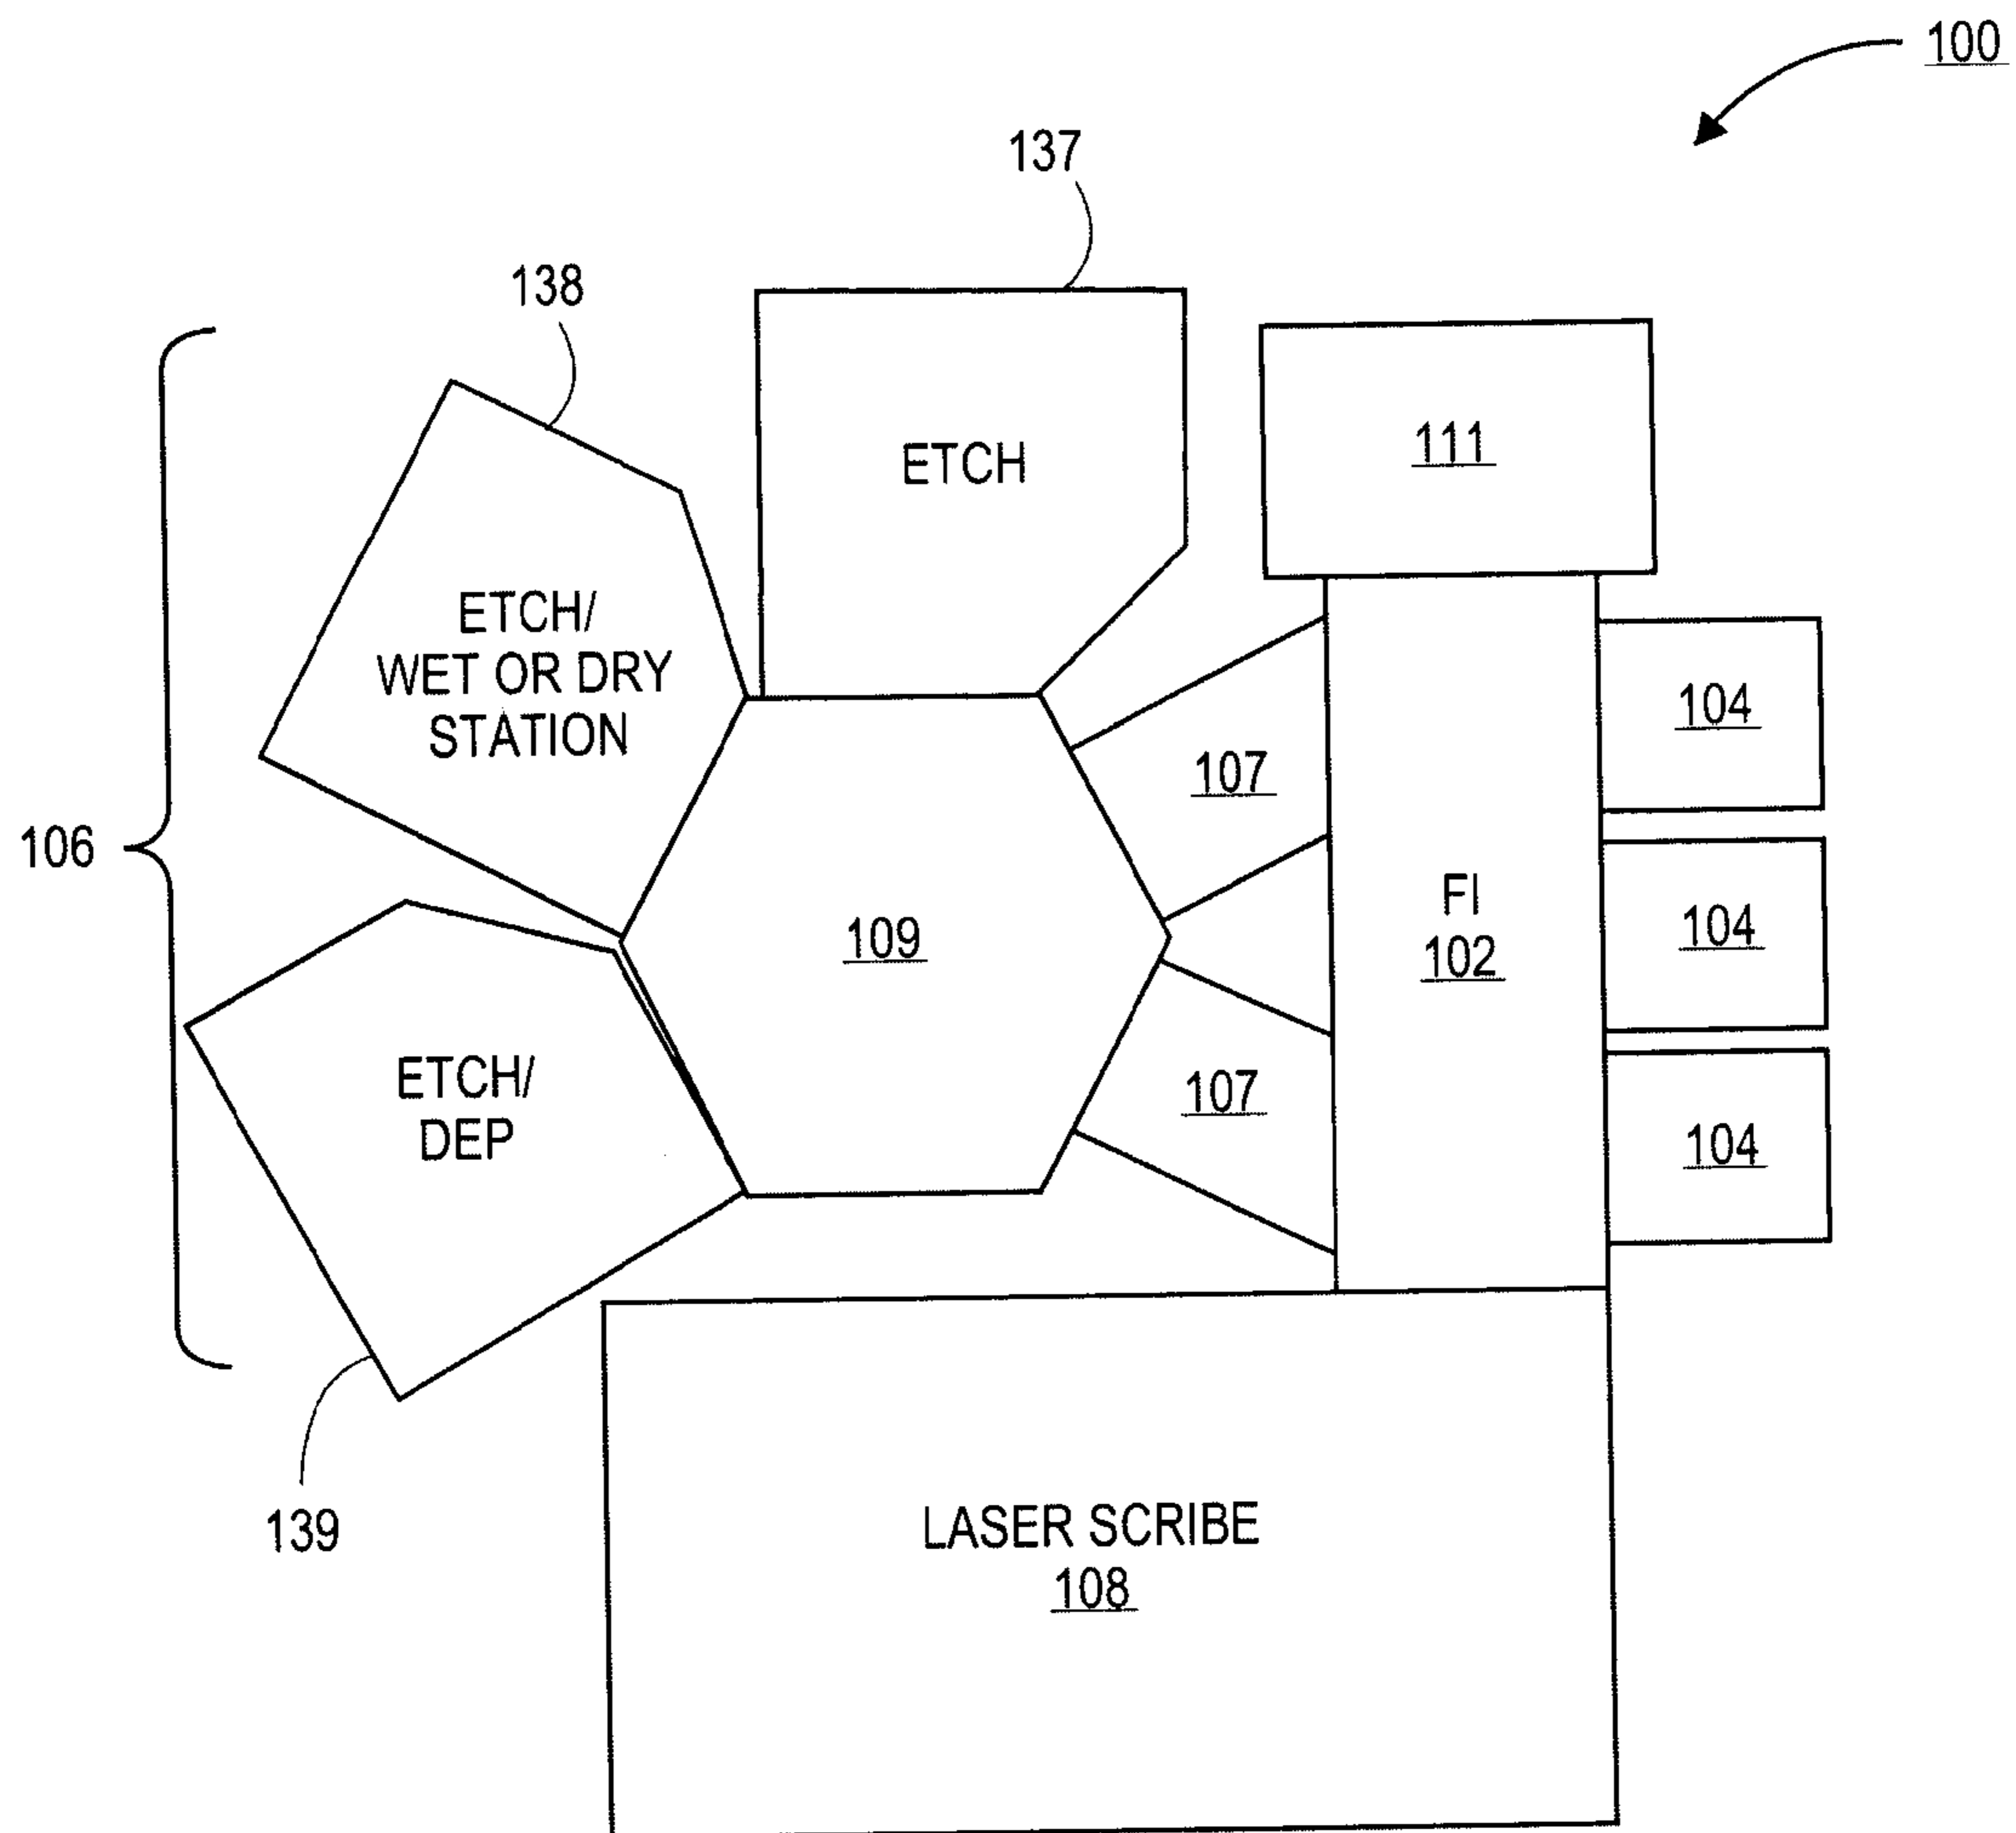 100
137
138
ETCH
111
ETCH/
WET OR DRY
STATION
104
107
106
FI
102
109
104
ETCH/
DEP
107
104
139
LASER SCRIBE
108